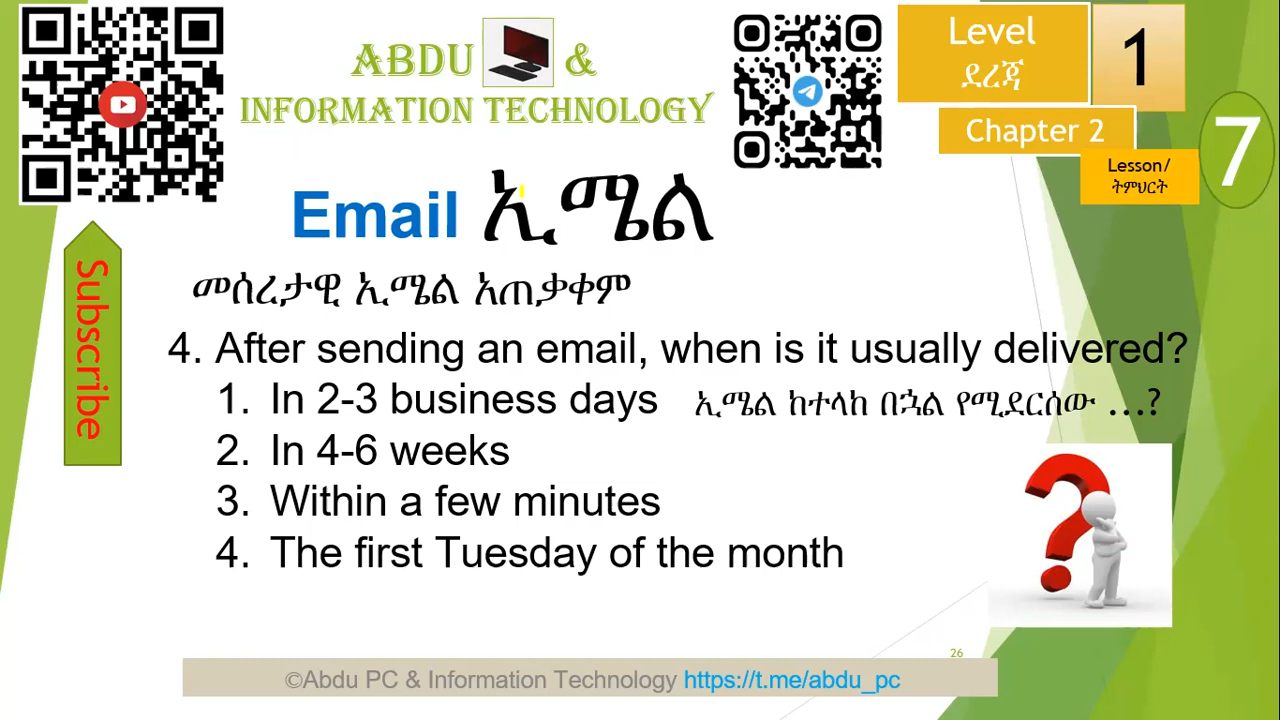 ABDU &
INFORMATION TECHNOLOGY
Level
ደረጃ
1
Chapter 2
Lesson/
ትምህርት
7
Email ኢሜል
መሰረታዊ ኢሜል አጠቃቀም
Subscribe
4. After sending an email, when is it usually delivered?
1. In 2-3 business days
ኢሜል ከተላከ በኋል የሚደርሰው ...?
2. In 4-6 weeks
3. Within a few minutes
4. The first Tuesday of the month
26
©Abdu PC & Information Technology https://t.me/abdu_pc